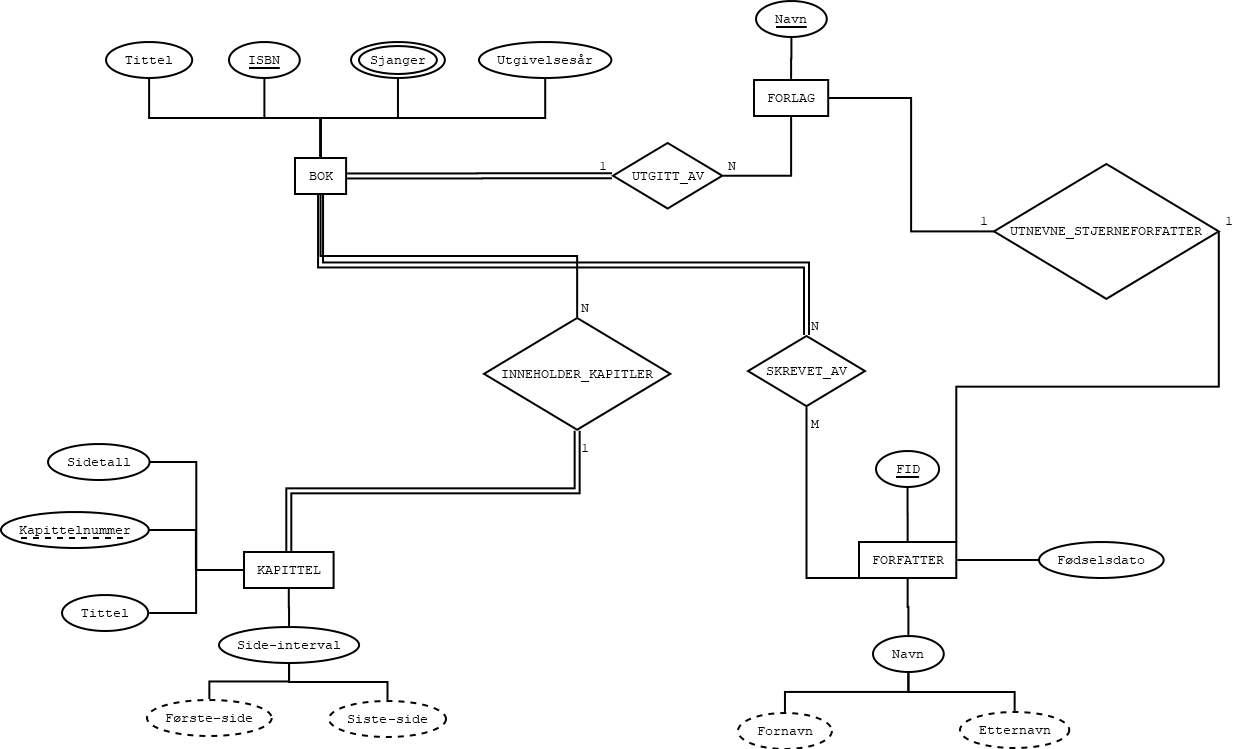 Navn
Tittel
ISBN
Sjanger
Utgivelsesår
FORLAG
BOK
1
UTGITT_AV
N
1
UTNEVNE_STJERNEFORFATTER
1
N
INNEHOLDER_KAPITLER
1
N
SKREVET_AV
M
Sidetall
Kapittelnummer
Tittel
KAPITTEL
Side-interval
Første-side
Siste-side
FID
FORFATTER
Fødselsdato
Navn
Fornavn
Etternavn